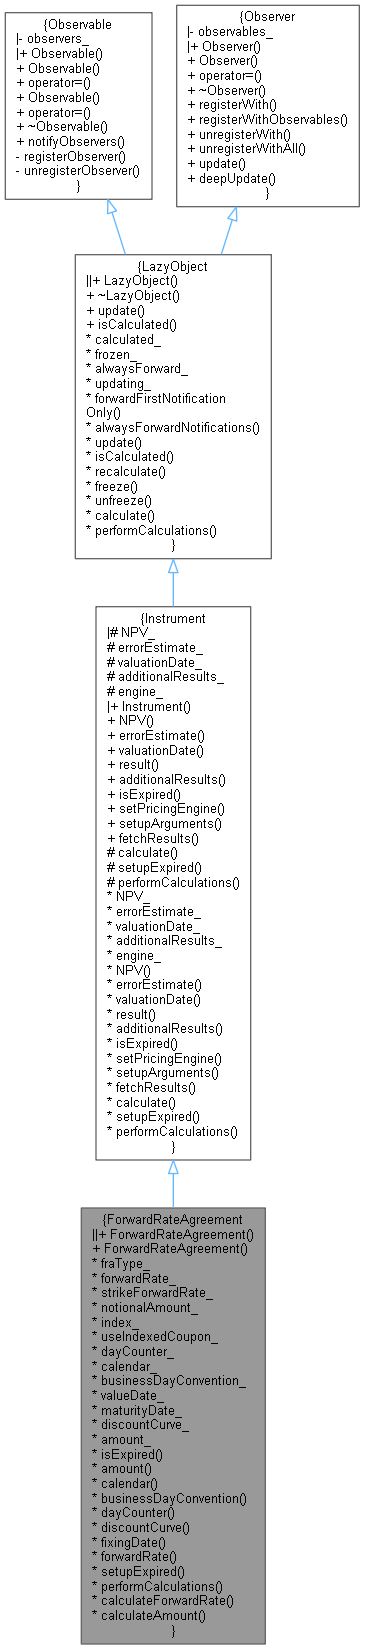 {Observable
|- observers_
|+ Observable()
+ Observable()
+ operator=()
+ Observable()
+ operator=()
+ ~Observable()
+ notifyObservers()
- registerObserver()
- unregisterObserver()
}
{Observer
|- observables_
|+ Observer()
+ Observer()
+ operator=()
+ ~Observer()
+ registerWith()
+ registerWithObservables()
+ unregisterWith()
+ unregisterWithAll()
+ update()
+ deepUpdate()
}
{LazyObject
||+ LazyObject()
+ ~LazyObject()
+ update()
+ isCalculated()
* calculated_
* frozen_
* alwaysForward_
* updating_
* forwardFirstNotification
Only()
* alwaysForwardNotifications()
* update()
* isCalculated()
* recalculate()
* freeze()
* unfreeze()
* calculate()
* performCalculations()
}
{Instrument
|# NPV_
# errorEstimate_
# valuationDate_
# additionalResults_
# engine_
|+ Instrument()
+ NPV()
+ errorEstimate()
+ valuationDate()
+ result()
+ additionalResults()
+ isExpired()
+ setPricingEngine()
+ setupArguments()
+ fetchResults()
# calculate()
# setupExpired()
# performCalculations()
* NPV_
* errorEstimate_
* valuationDate_
* additionalResults_
* engine_
* NPV()
* errorEstimate()
* valuationDate()
* result()
* additionalResults()
* isExpired()
* setPricingEngine()
* setupArguments()
* fetchResults()
* calculate()
* setupExpired()
* performCalculations()
}
{ForwardRateAgreement
||+ ForwardRateAgreement()
+ ForwardRateAgreement()
* fraType_
* forwardRate_
* strikeForwardRate_
* notionalAmount_
* index_
* useIndexedCoupon_
* dayCounter_
* calendar_
* businessDayConvention_
* valueDate_
* maturityDate_
* discountCurve_
* amount_
* isExpired()
* amount()
* calendar()
* businessDayConvention()
* dayCounter()
* discountCurve()
* fixingDate()
* forwardRate()
* setupExpired()
* performCalculations()
* calculateForwardRate()
* calculateAmount()
}